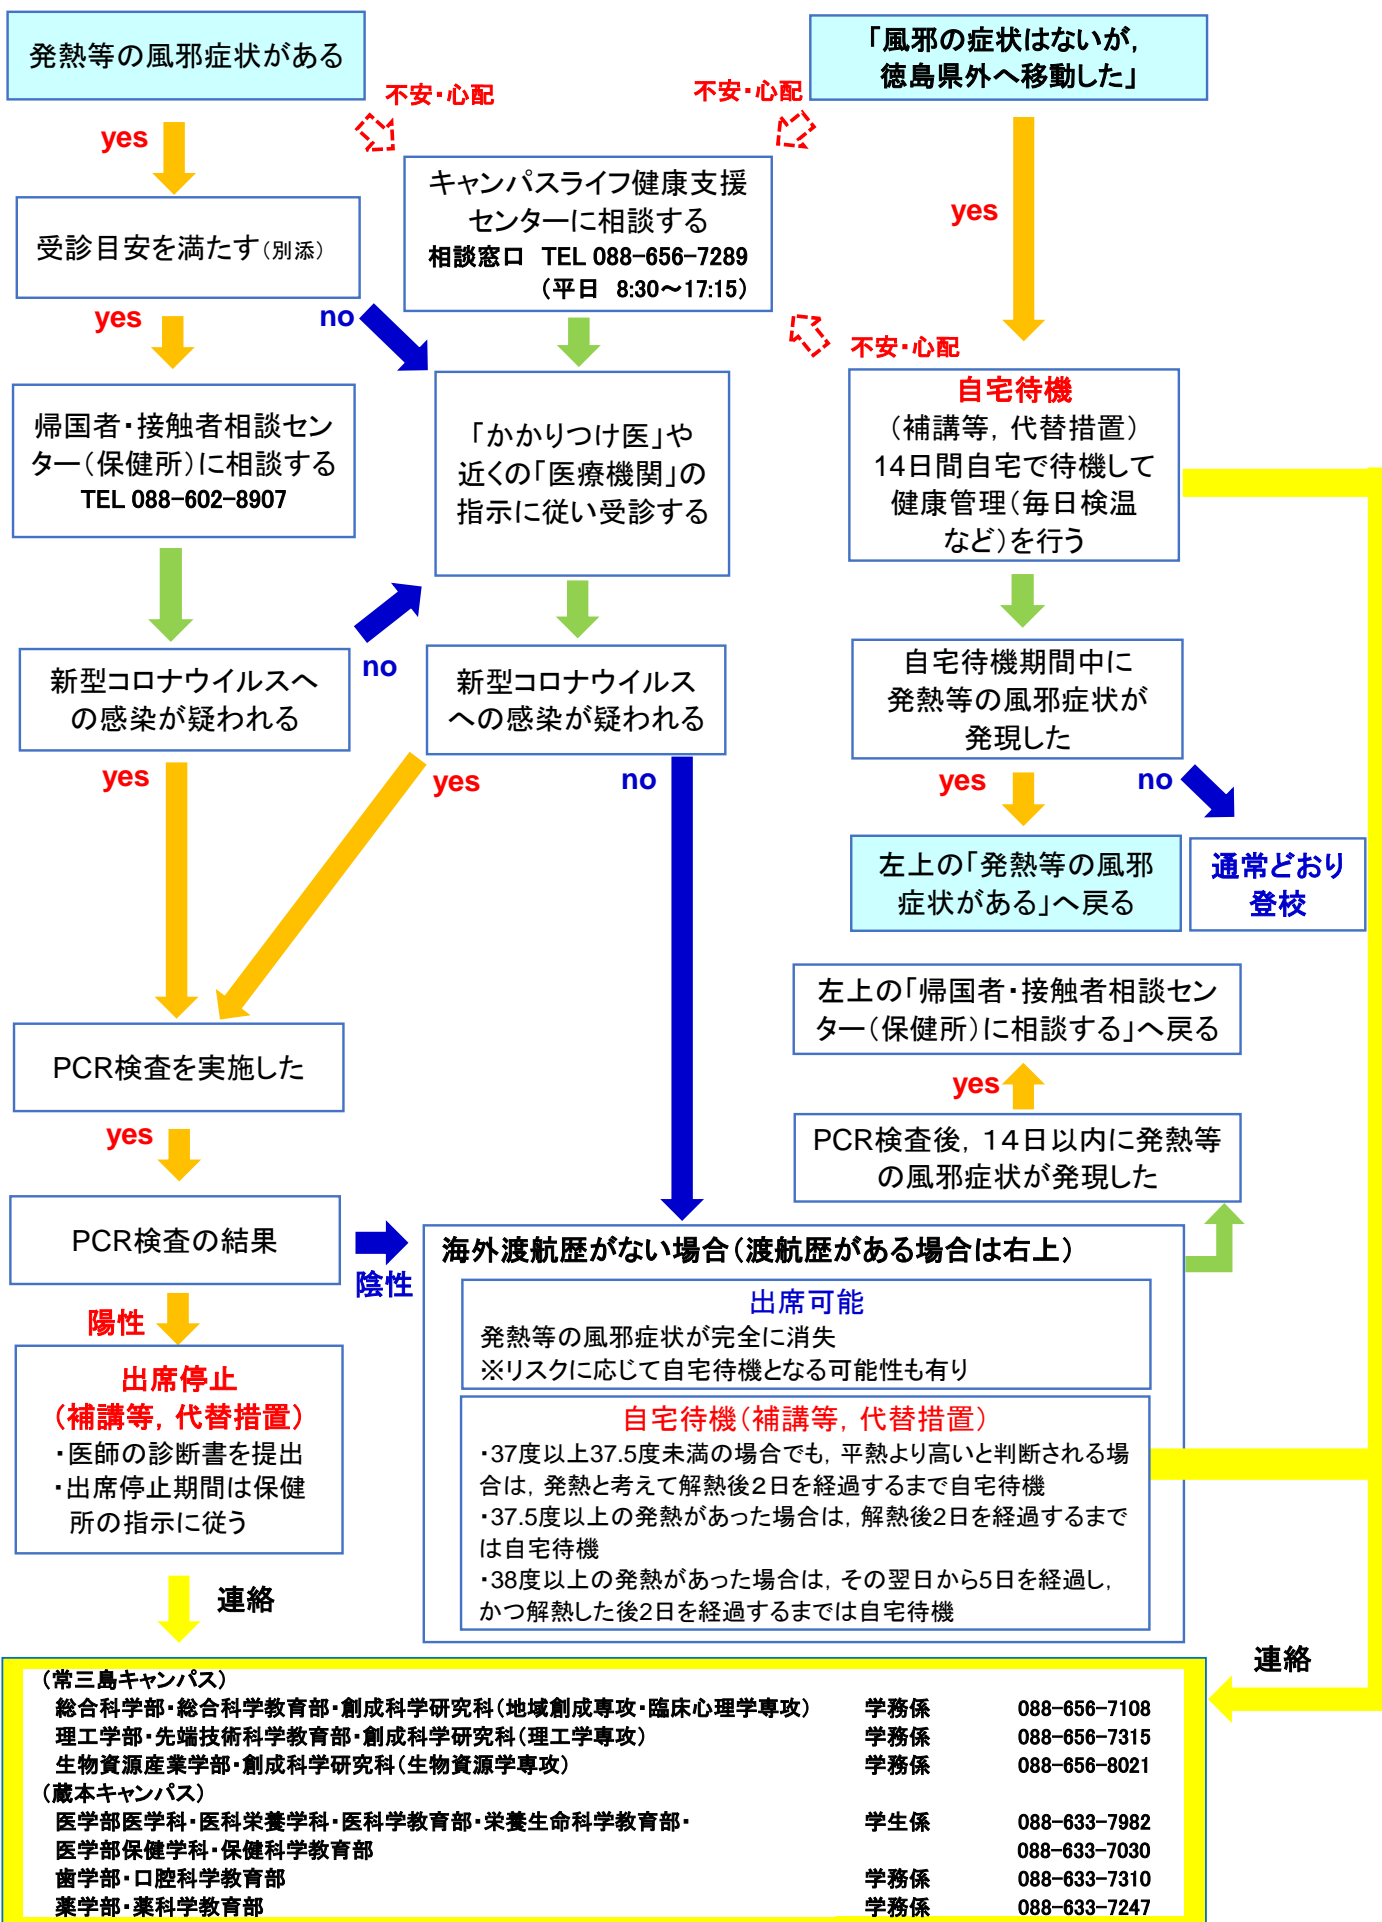 発熱等の風邪症状がある
「風邪の症状はないが,
徳島県外へ移動した」
不安・心配
不安・心配
yes
キャンパスライフ健康支援
センターに相談する
相談窓口 TEL 088-656-7289
(平日 8:30~17:15)
yes
受診目安を満たす(別添)
yes
no
不安・心配
帰国者・接触者相談セン
ター(保健所)に相談する
TEL 088-602-8907
「かかりつけ医」や
近くの「医療機関」の
指示に従い受診する
自宅待機
(補講等, 代替措置)
14日間自宅で待機して
健康管理(毎日検温
など)を行う
新型コロナウイルスへ
の感染が疑われる
no
新型コロナウイルス
への感染が疑われる
自宅待機期間中に
発熱等の風邪症状が
発現した
yes
yes
no
yes
no
左上の「発熱等の風邪
症状がある」へ戻る
通常どおり
登校
左上の「帰国者・接触者相談セン
ター(保健所)に相談する」へ戻る
PCR検査を実施した
yes
yes
PCR検査後, 14日以内に発熱等
の風邪症状が発現した
PCR検査の結果
陰性
陽性
海外渡航歴がない場合(渡航歴がある場合は右上)
出席可能
発熱等の風邪症状が完全に消失
※リスクに応じて自宅待機となる可能性も有り
出席停止
(補講等, 代替措置)
・医師の診断書を提出
・出席停止期間は保健
所の指示に従う
自宅待機(補講等, 代替措置)
・37度以上37.5度未満の場合でも, 平熱より高いと判断される場
合は, 発熱と考えて解熱後2日を経過するまで自宅待機
・37.5度以上の発熱があった場合は, 解熱後2日を経過するまで
は自宅待機
・38度以上の発熱があった場合は, その翌日から5日を経過し,
かつ解熱した後2日を経過するまでは自宅待機
連絡
連絡
(常三島キャンパス)
総合科学部・総合科学教育部・創成科学研究科(地域創成専攻・臨床心理学専攻) 学務係 088-656-7108
理工学部・先端技術科学教育部・創成科学研究科(理工学専攻) 学務係 088-656-7315
生物資源産業学部・創成科学研究科(生物資源学専攻) 学務係 088-656-8021
(蔵本キャンパス)
医学部医学科・医科栄養学科・医科学教育部・栄養生命科学教育部・ 学生係 088-633-7982
医学部保健学科・保健科学教育部 088-633-7030
歯学部・口腔科学教育部 学務係 088-633-7310
薬学部・薬科学教育部 学務係 088-633-7247